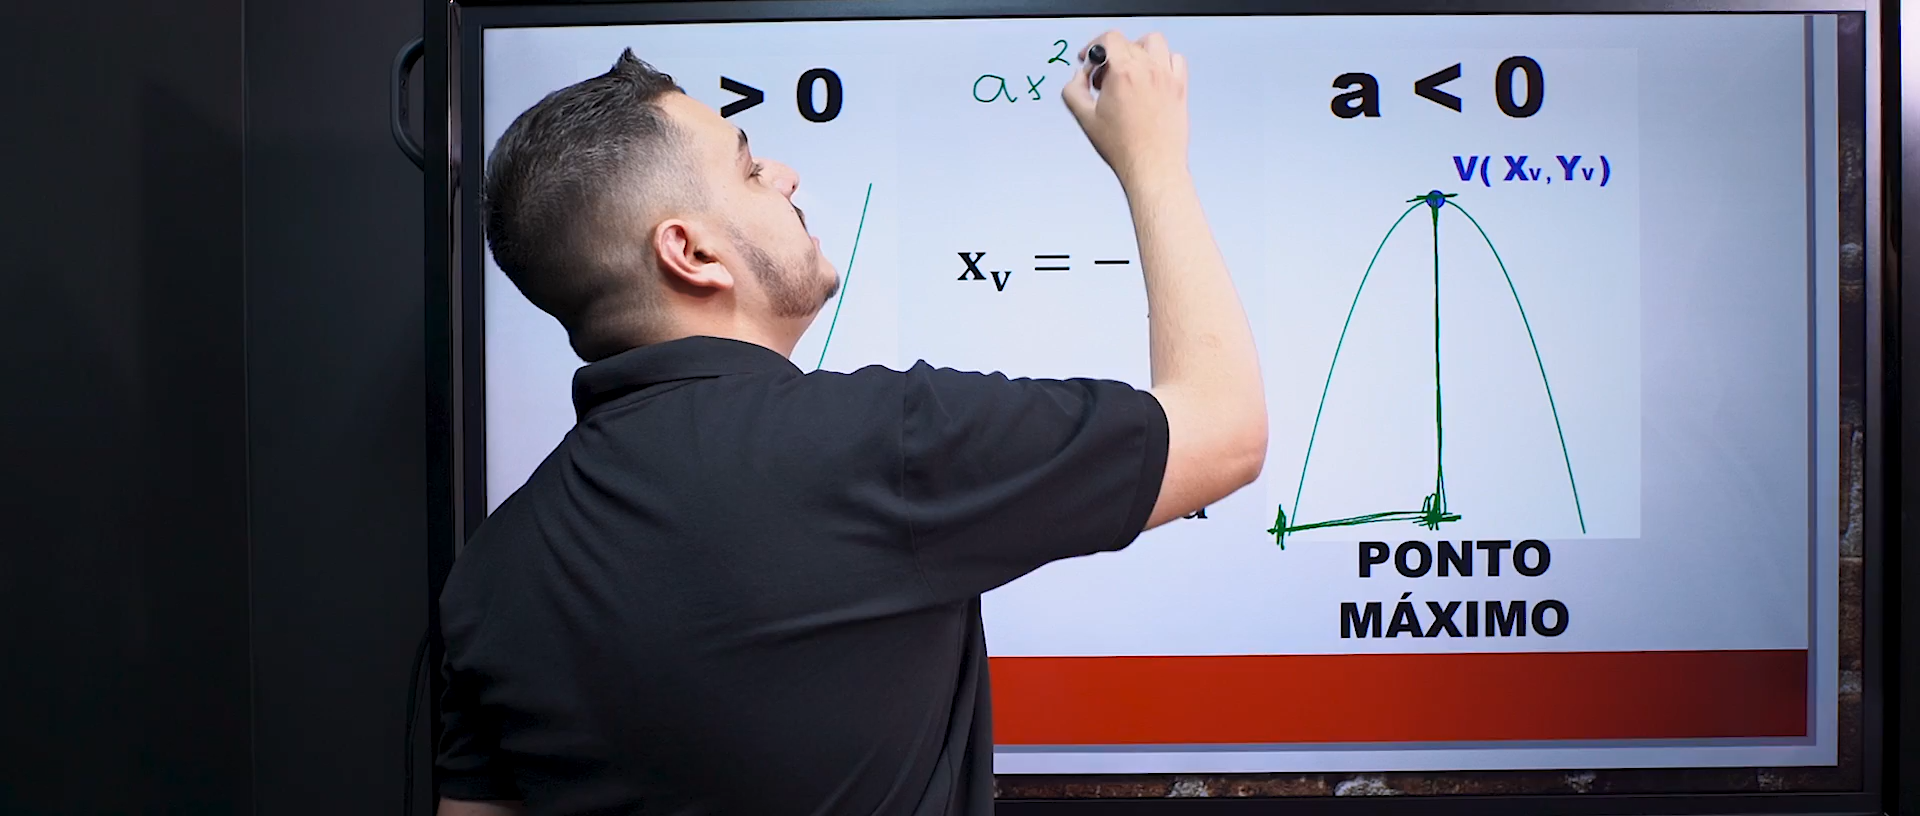 > 0
ax²
a < 0
V( Xv, Yv)
xv = −
PONTO
MÁXIMO